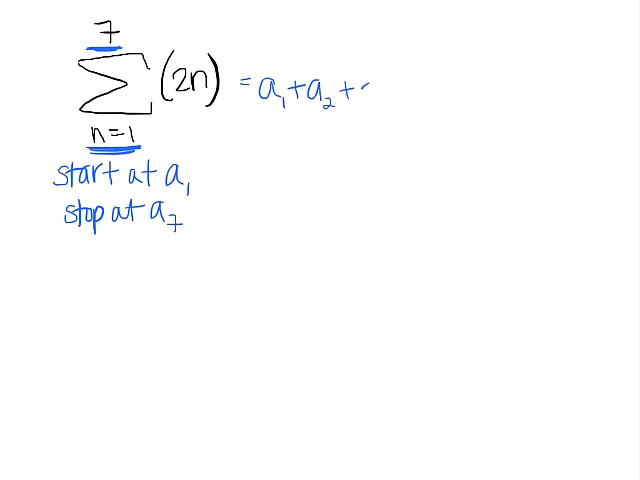 7
∑ (2n) = a₁ + a₂ +
n=1
start at a₁
stop at a₇